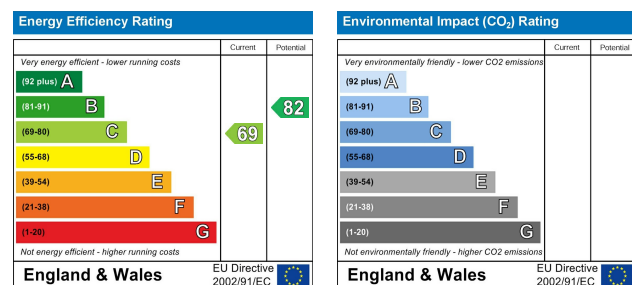 Energy Efficiency Rating
Current Potential
Very energy efficient - lower running costs
(92 plus) A
(81-91) B
82
(69-80) C
69
(55-68) D
(39-54) E
(21-38) F
(1-20) G
Not energy efficient - higher running costs
England & Wales
EU Directive
2002/91/EC
Environmental Impact (CO₂) Rating
Current Potential
Very environmentally friendly - lower CO2 emissions
(92 plus) A
(81-91) B
(69-80) C
(55-68) D
(39-54) E
(21-38) F
(1-20) G
Not environmentally friendly - higher CO2 emissions
England & Wales
EU Directive
2002/91/EC